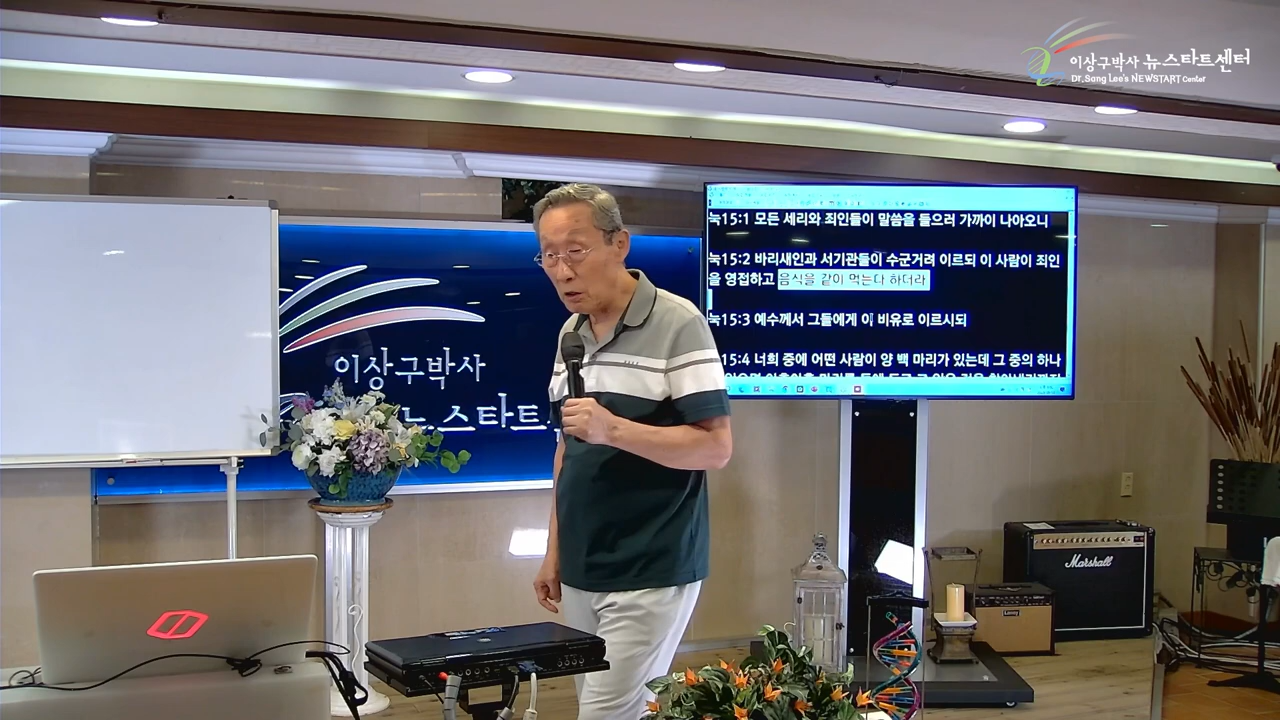 이상구박사 뉴스타트센터
Dr. Sang Lee's NEWSTART Center
눅15:1 모든 세리와 죄인들이 말씀을 들으러 가까이 나아오니
눅15:2 바리새인과 서기관들이 수군거려 이르되 이 사람이 죄인
을 영접하고 음식을 같이 먹는다 하더라
눅15:3 예수께서 그들에게 이 비유로 이르시되
15:4 너희 중에 어떤 사람이 양 백 마리가 있는데 그 중의 하나
이상구박사
뉴스타트
Marshall
Laney